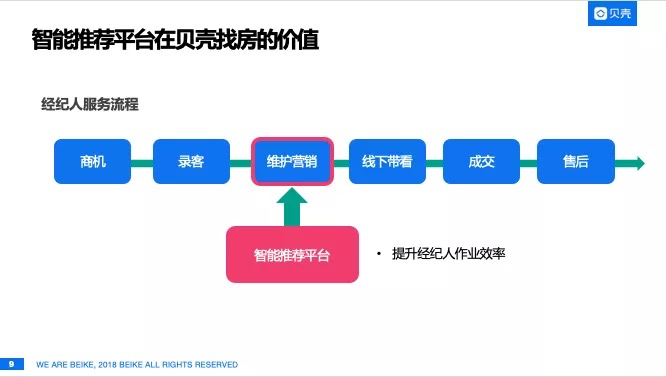 贝壳
智能推荐平台在贝壳找房的价值
经纪人服务流程
商机
录客
维护营销
线下带看
成交
售后
智能推荐平台
• 提升经纪人作业效率
9
WE ARE BEIKE, 2018 BEIKE ALL RIGHTS RESERVED